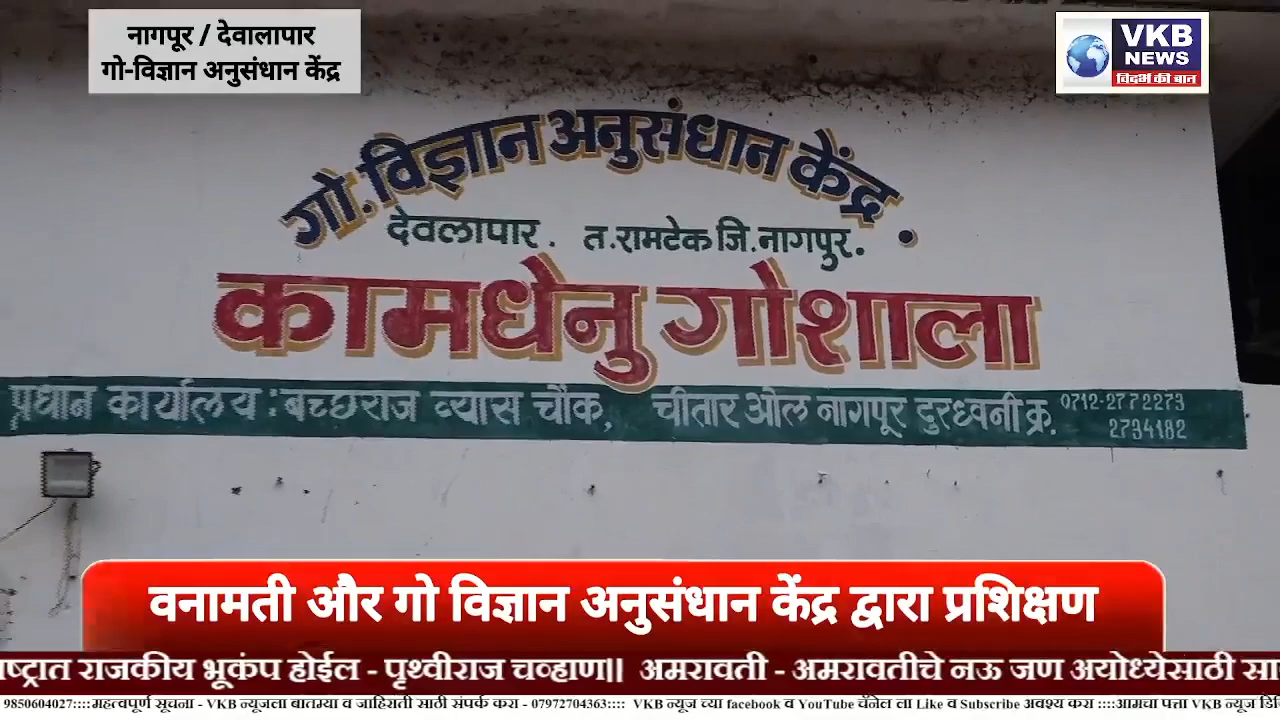 नागपूर / देवालापार
गो-विज्ञान अनुसंधान केंद्र
VKB
NEWS
विदर्भ की बान
गो.विज्ञान अनुसंधान केंद्र.
देवलापार. त.रामटेक जि.नागपुर.
कामधेनु गोशाला
प्रधान कार्यालय : बच्छराज व्यास चौक, चीतार ओल नागपूर दुरध्वनी क्र. 0712-2772273
2734182
वनामती और गो विज्ञान अनुसंधान केंद्र द्वारा प्रशिक्षण
ाष्ट्रात राजकीय भूकंप होईल - पृथ्वीराज चव्हाण|| अमरावती - अमरावतीचे नऊ जण अयोध्येसाठी सा
9850604027::::महत्वपूर्ण सूचना - VKB न्यूजला बातम्या व जाहिराती साठी संपर्क करा - 07972704363:::: VKB न्यूज च्या facebook व YouTube चॅनेल ला Like व Subscribe अवश्य करा ::::आमचा पत्ता VKB न्यूज डि